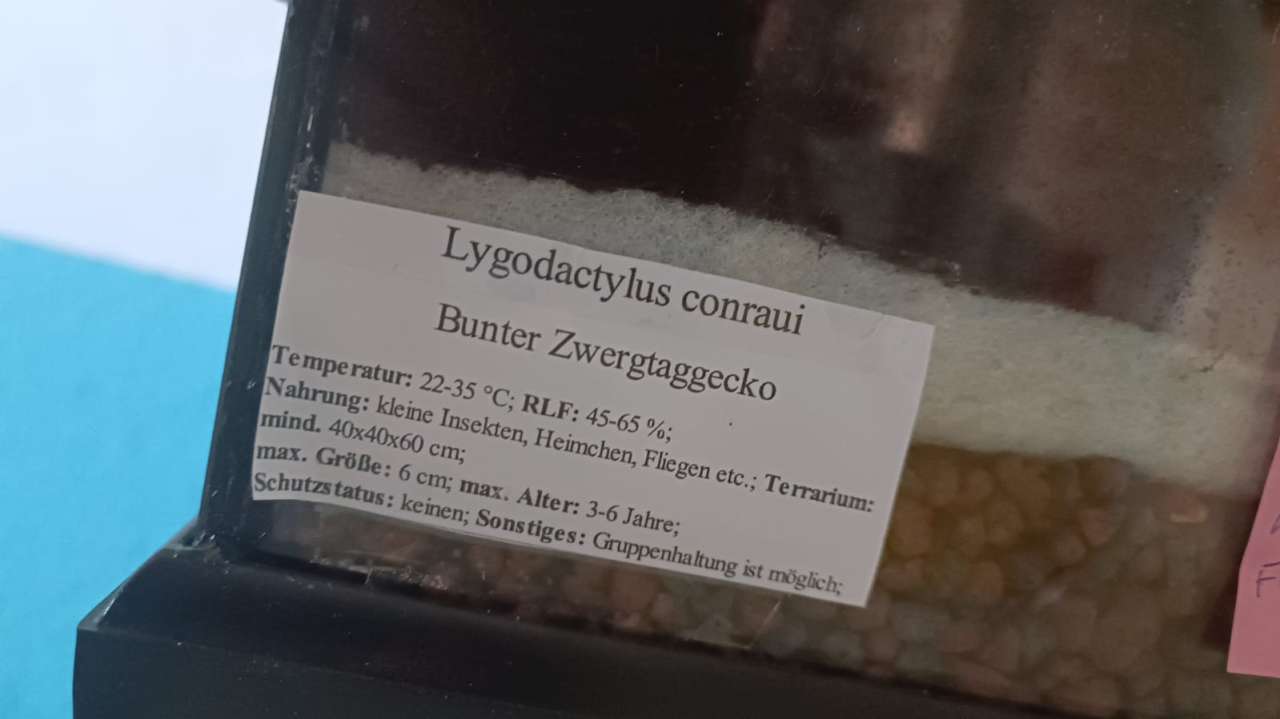 Lygodactylus conraui
Bunter Zwergtaggecko
Temperatur: 22-35 °C; RLF: 45-65 %;
Nahrung: kleine Insekten, Heimchen, Fliegen etc.; Terrarium:
mind. 40x40x60 cm;
max. Größe: 6 cm; max. Alter: 3-6 Jahre;
Schutzstatus: keinen; Sonstiges: Gruppenhaltung ist möglich;